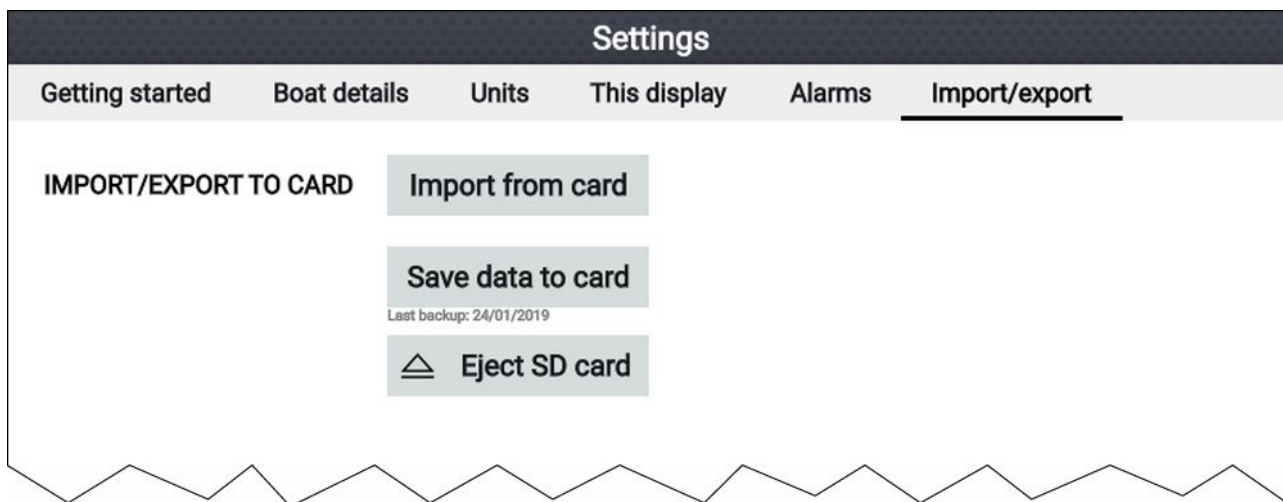 Settings
Getting started Boat details Units This display Alarms Import/export
IMPORT/EXPORT TO CARD Import from card
Save data to card
Last backup: 24/01/2019
Eject SD card